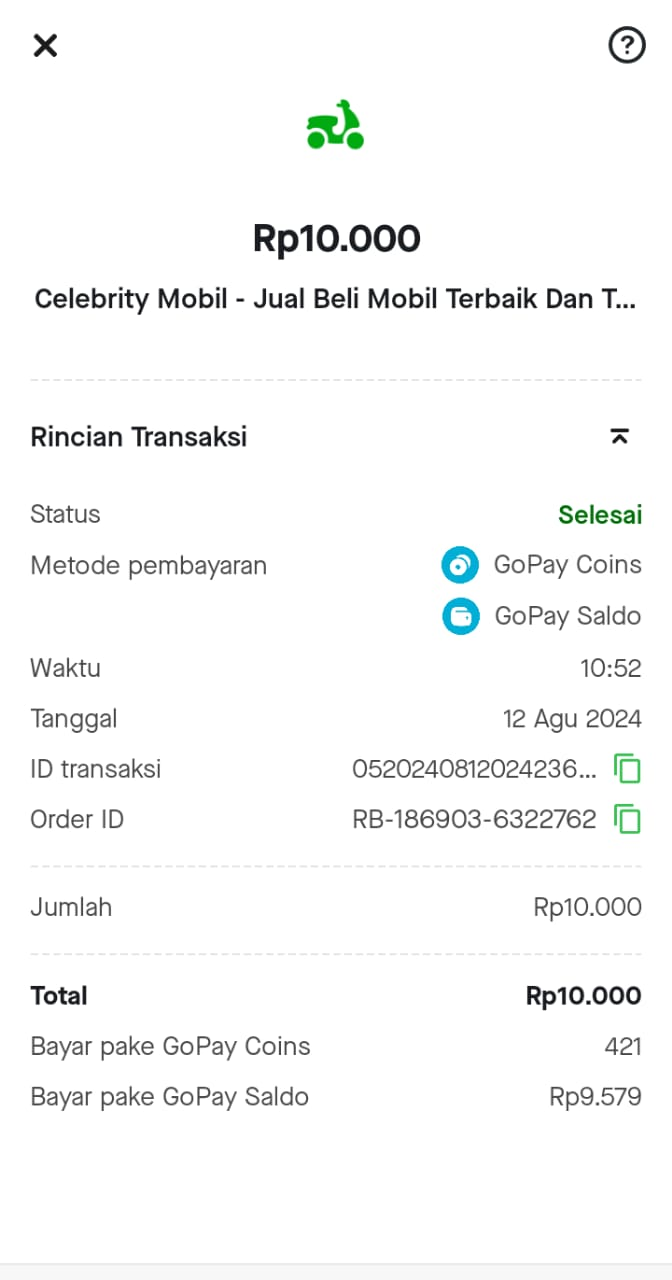 Rp10.000
Celebrity Mobil - Jual Beli Mobil Terbaik Dan T...
Rincian Transaksi
Status Selesai
Metode pembayaran GoPay Coins
GoPay Saldo
Waktu 10:52
Tanggal 12 Agu 2024
ID transaksi 0520240812024236...
Order ID RB-186903-6322762
Jumlah Rp10.000
Total Rp10.000
Bayar pake GoPay Coins 421
Bayar pake GoPay Saldo Rp9.579